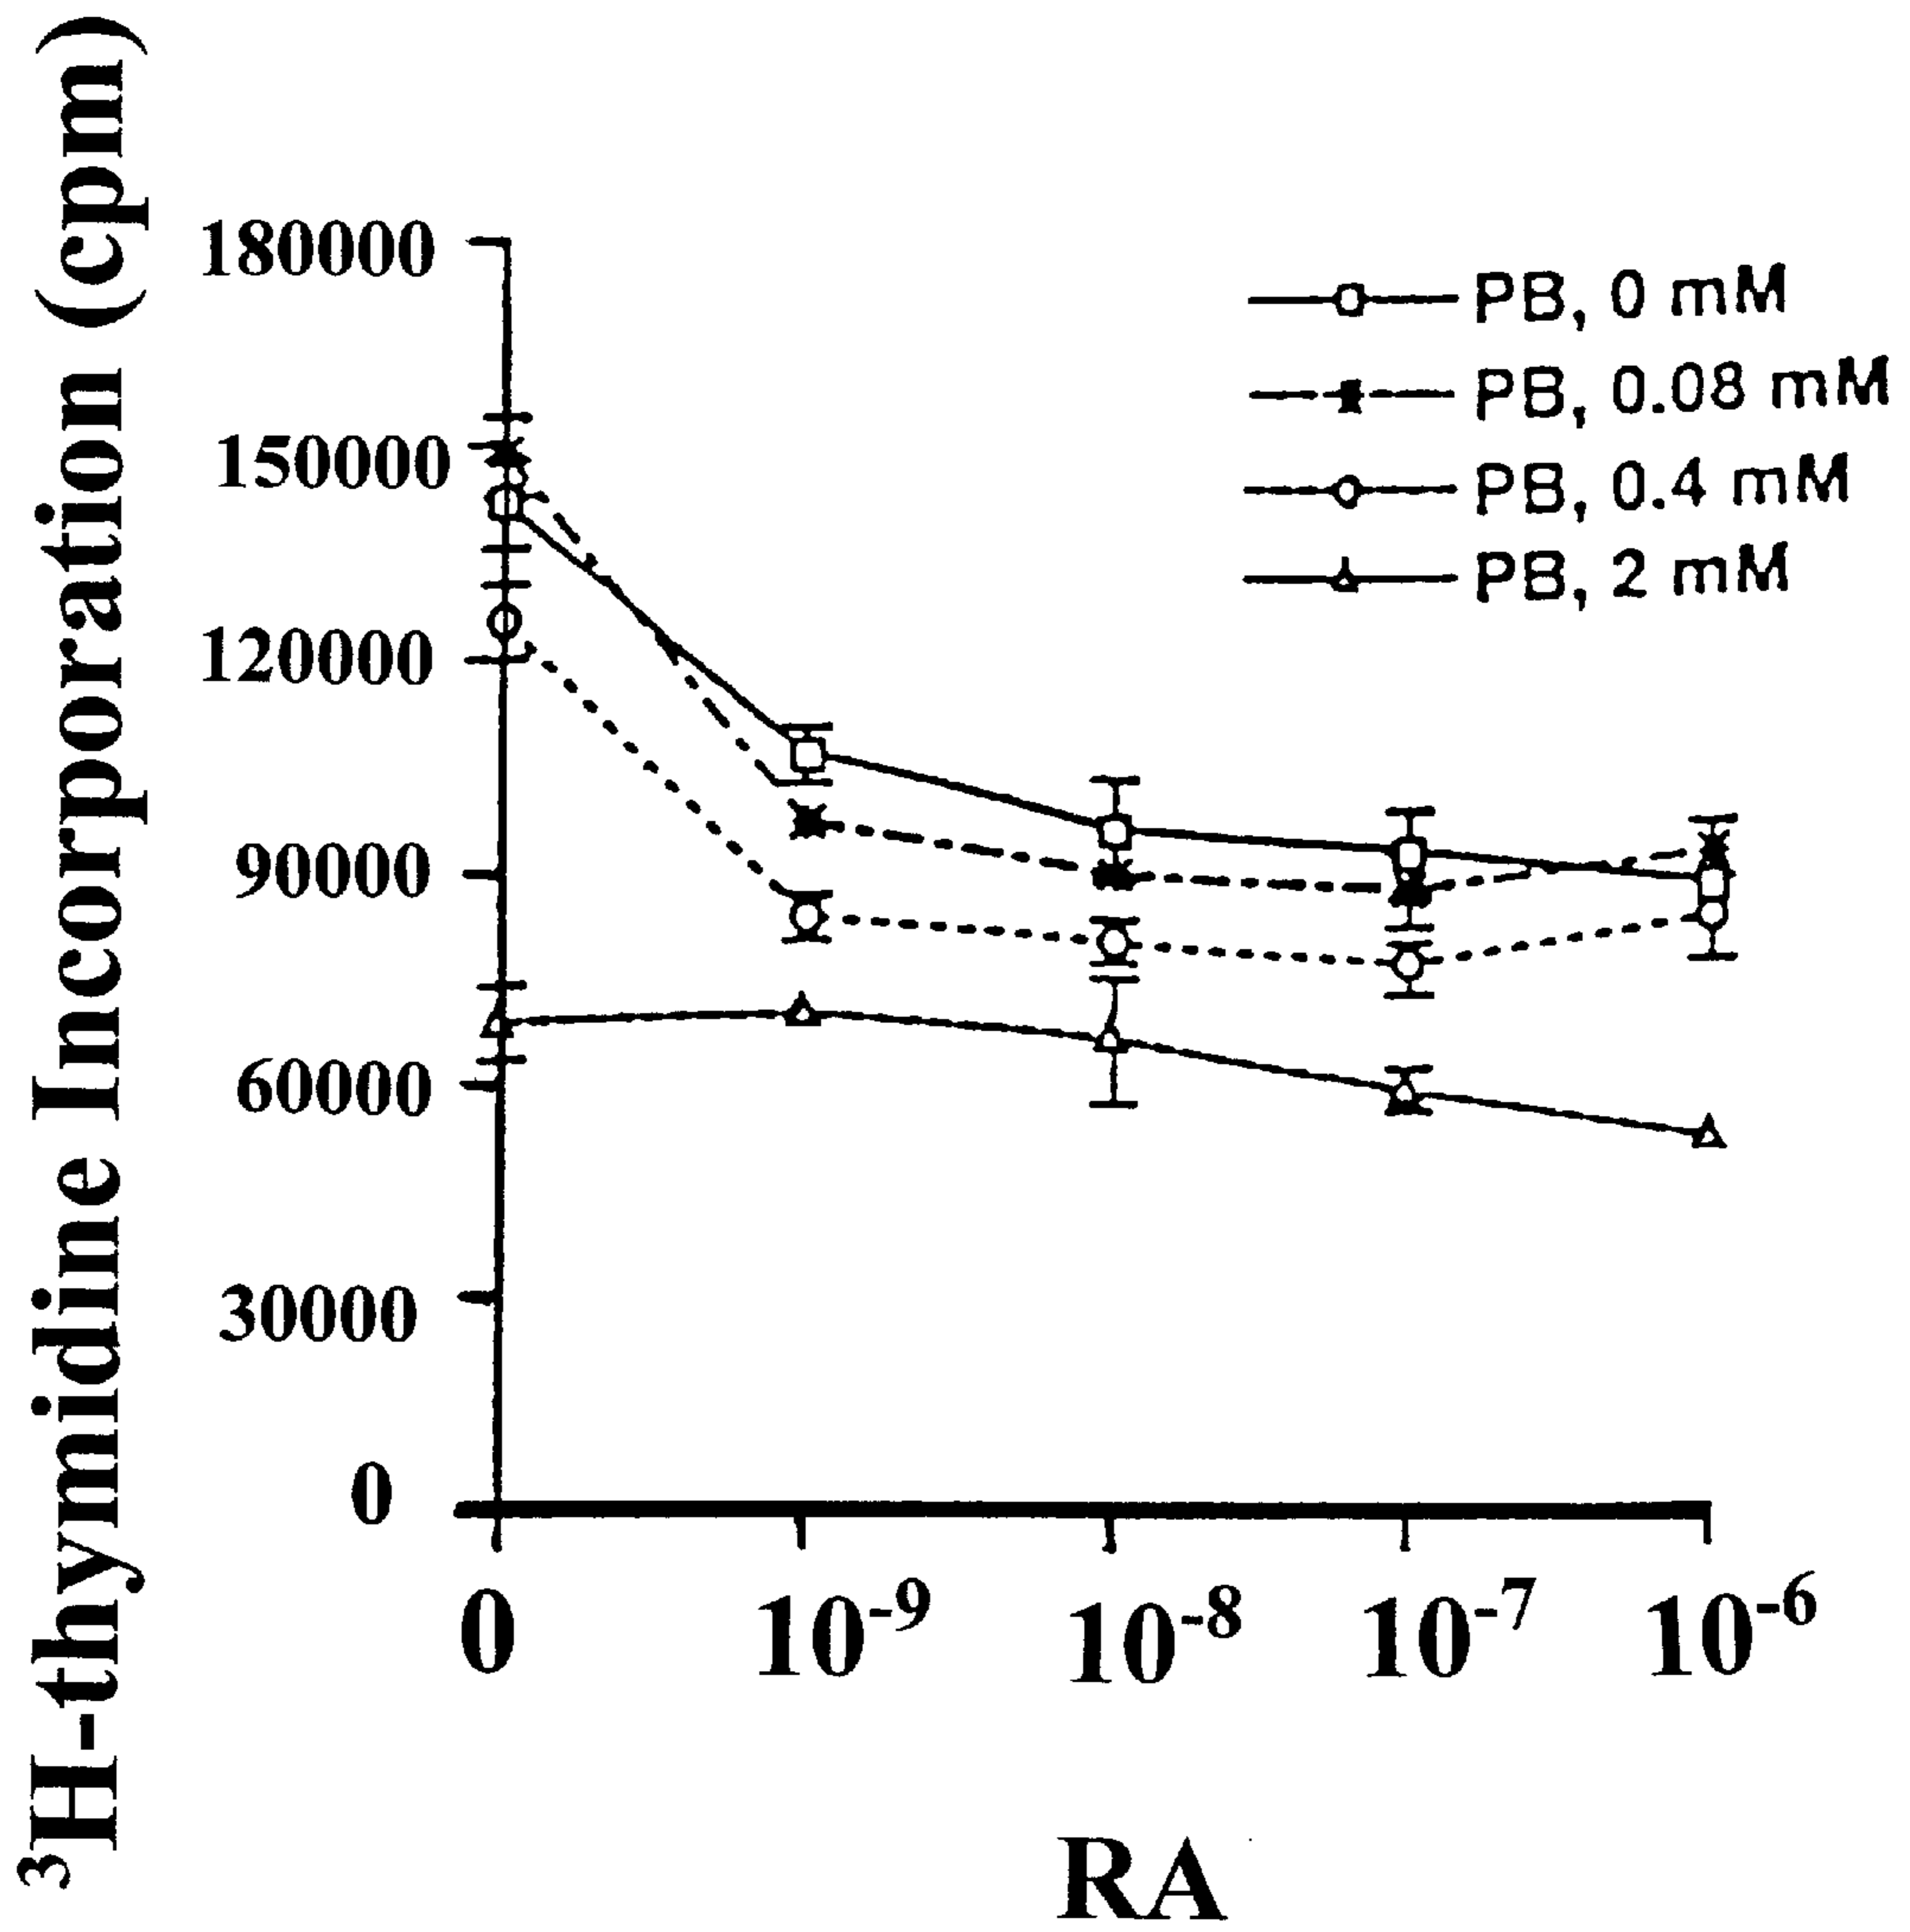 ³H-thymidine Incorporation (cpm)
180000
150000
120000
90000
60000
30000
0
PB, 0 mM
PB, 0.08 mM
PB, 0.4 mM
PB, 2 mM
0 10⁻⁹ 10⁻⁸ 10⁻⁷ 10⁻⁶
RA